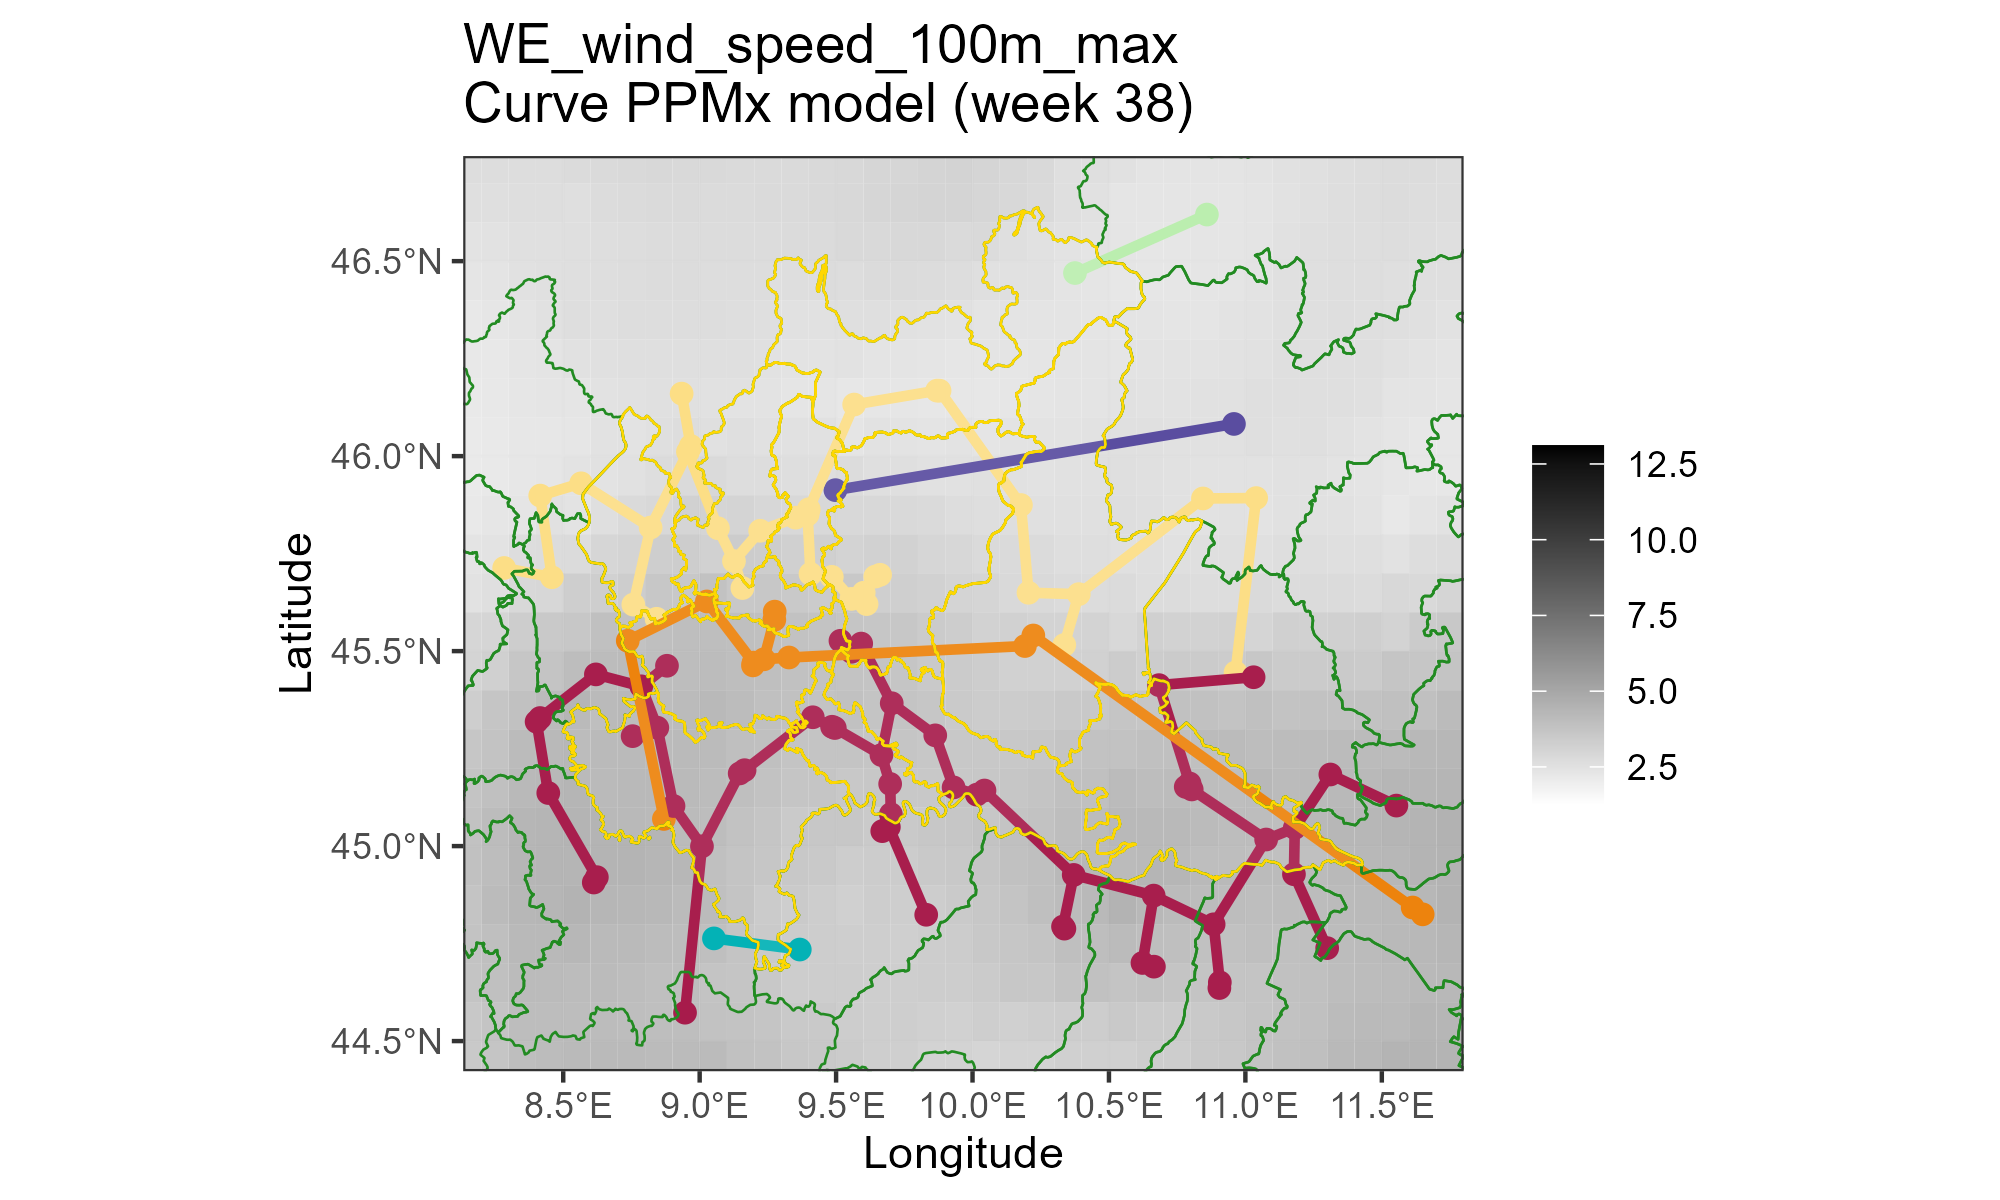 WE_wind_speed_100m_max
Curve PPMx model (week 38)
46.5°N
46.0°N
45.5°N
45.0°N
44.5°N
Latitude
8.5°E 9.0°E 9.5°E 10.0°E 10.5°E 11.0°E 11.5°E
Longitude
12.5
10.0
7.5
5.0
2.5